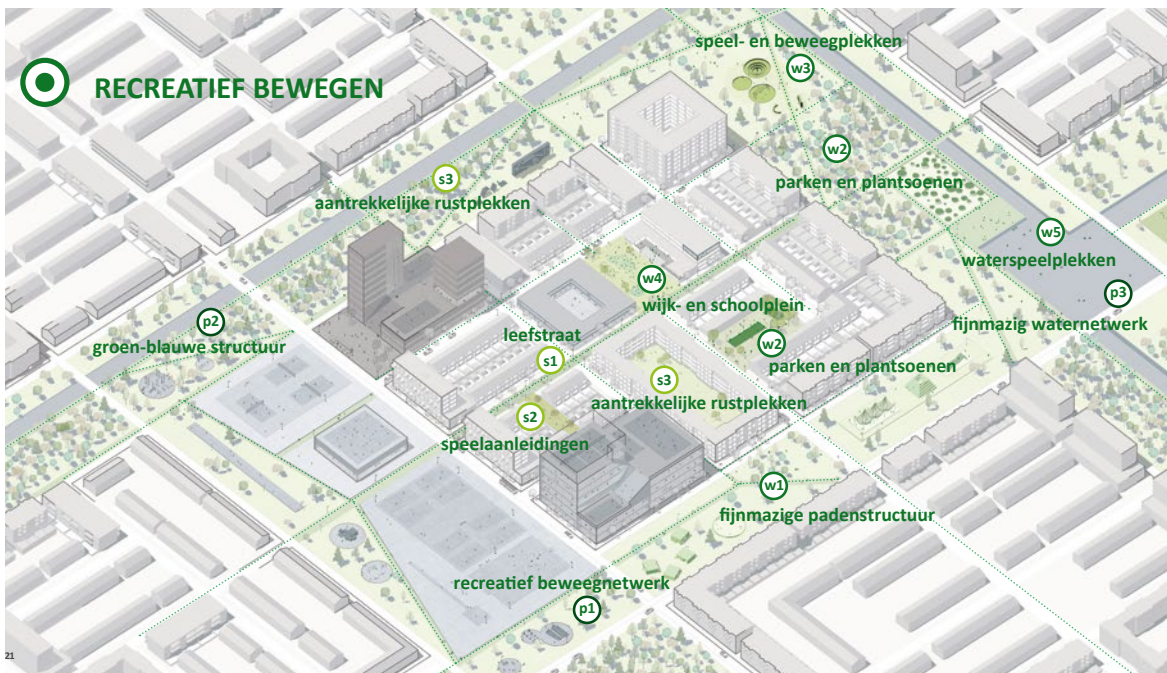 RECREATIEF BEWEGEN
speel- en beweegplekken
w3
w2
parken en plantsoenen
s3
aantrekkelijke rustplekken
w5
waterspeelplekken
w4
wijk- en schoolplein
p3
fijnmazig waternetwerk
p2
groen-blauwe structuur
leefstraat
s1
w2
parken en plantsoenen
s3
aantrekkelijke rustplekken
s2
speelaanleidingen
w1
fijnmazige padenstructuur
recreatief beweegnetwerk
p1
21